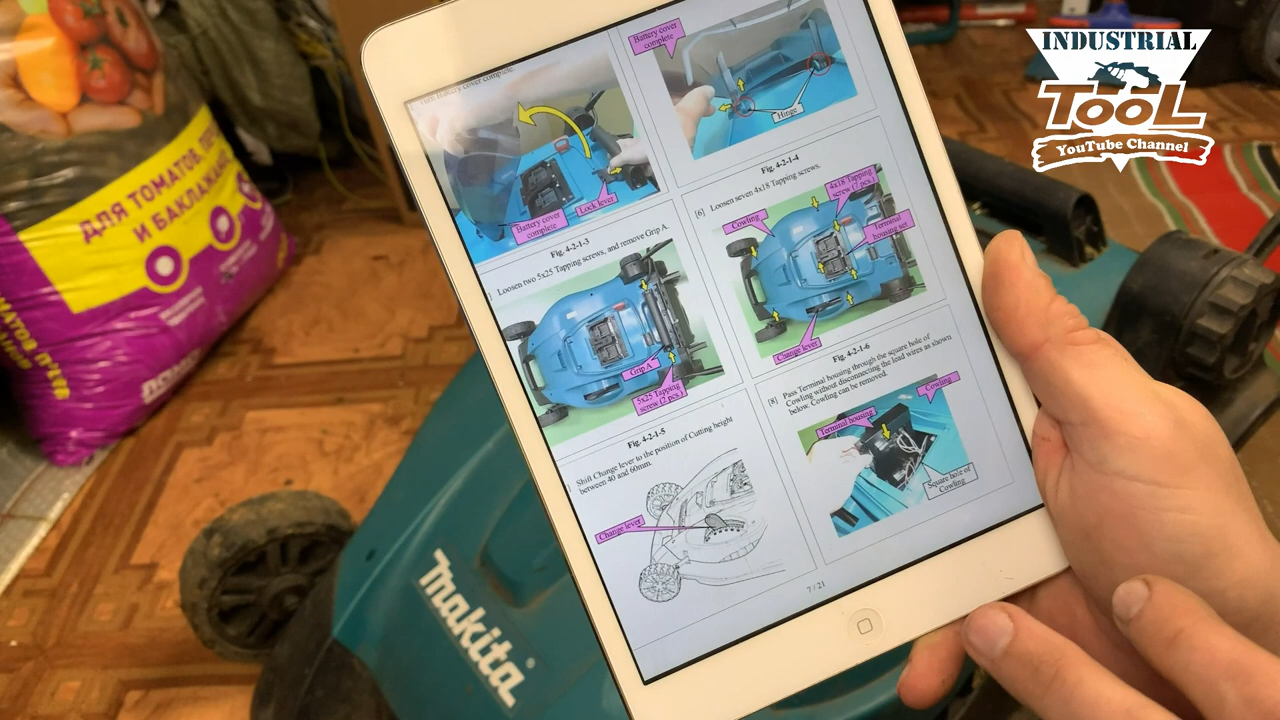 INDUSTRIAL
TOOL
YouTube Channel
ДЛЯ ТОМАТОВ, ПЕР
И БАКЛАЖАН
makita
Turn Battery cover complete.
Battery cover
complete
Lock lever
Fig. 4-2-1-3
Loosen two 5x25 Tapping screws, and remove Grip A.
Grip A
5x25 Tapping
screw (2 pcs.)
Fig. 4-2-1-5
Shift Change lever to the position of Cutting height
between 40 and 60mm.
Change lever
Battery cover
complete
Hinge
Fig. 4-2-1-4
[6] Loosen seven 4x18 Tapping screws.
4x18 Tapping
screw (7 pcs.)
Cowling
Terminal
housing set
Change lever
Fig. 4-2-1-6
[8] Pass Terminal housing through the square hole of
Cowling without disconnecting the lead wires as shown
below. Cowling can be removed.
Cowling
Terminal housing
Square hole of
Cowling
7 / 21